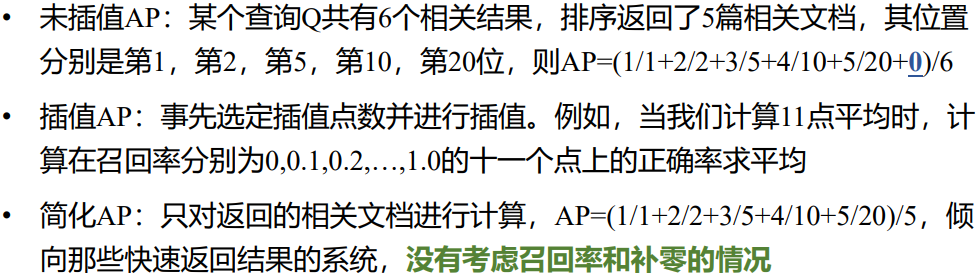 • 未插值AP：某个查询Q共有6个相关结果，排序返回了5篇相关文档，其位置
分别是第1，第2，第5，第10，第20位，则AP=(1/1+2/2+3/5+4/10+5/20+0)/6
• 插值AP：事先选定插值点数并进行插值。例如，当我们计算11点平均时，计
算在召回率分别为0,0.1,0.2,…,1.0的十一个点上的正确率求平均
• 简化AP：只对返回的相关文档进行计算，AP=(1/1+2/2+3/5+4/10+5/20)/5，倾
向那些快速返回结果的系统，没有考虑召回率和补零的情况